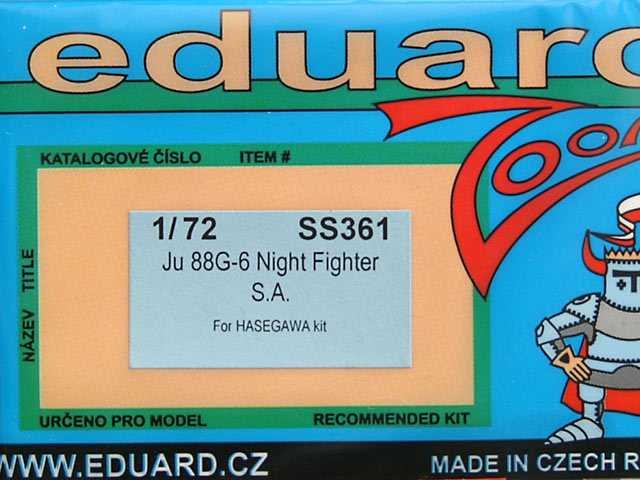 eduard
Zoom
KATALOGOVÉ ČÍSLO ITEM #
NÁZEV TITLE
1/72 SS361
Ju 88G-6 Night Fighter
S.A.
For HASEGAWA kit
URČENO PRO MODEL RECOMMENDED KIT
WWW.EDUARD.CZ
MADE IN CZECH R